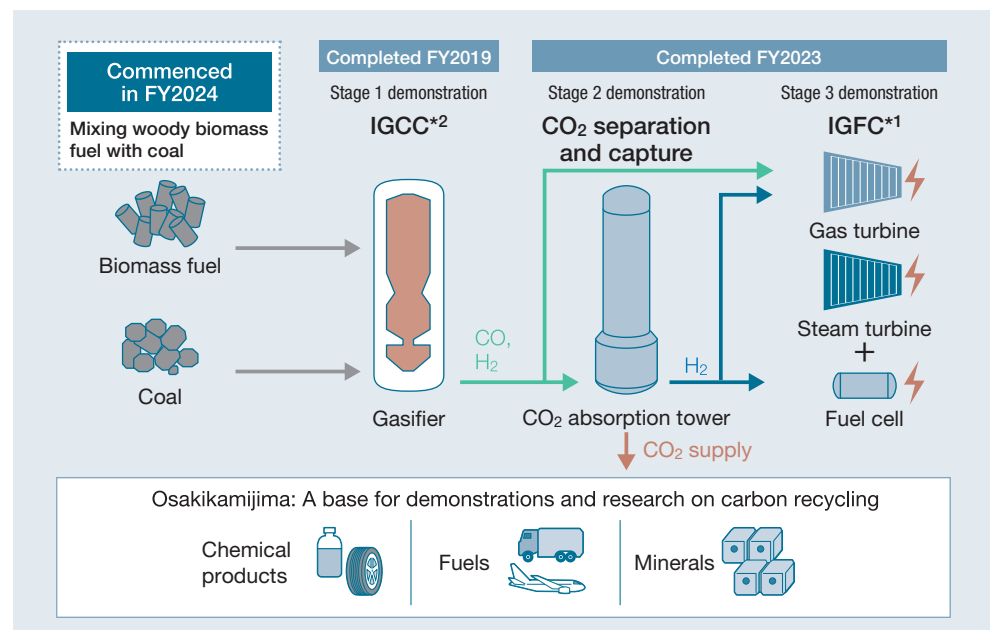 Commenced
in FY2024
Mixing woody biomass
fuel with coal
Completed FY2019
Stage 1 demonstration
IGCC*2
Completed FY2023
Stage 2 demonstration
CO2 separation
and capture
Stage 3 demonstration
IGFC*1
Biomass fuel
Coal
Gasifier
CO,
H2
CO2 absorption tower
H2
Gas turbine
Steam turbine
+
Fuel cell
CO2 supply
Osakikamijima: A base for demonstrations and research on carbon recycling
Chemical
products
Fuels
Minerals